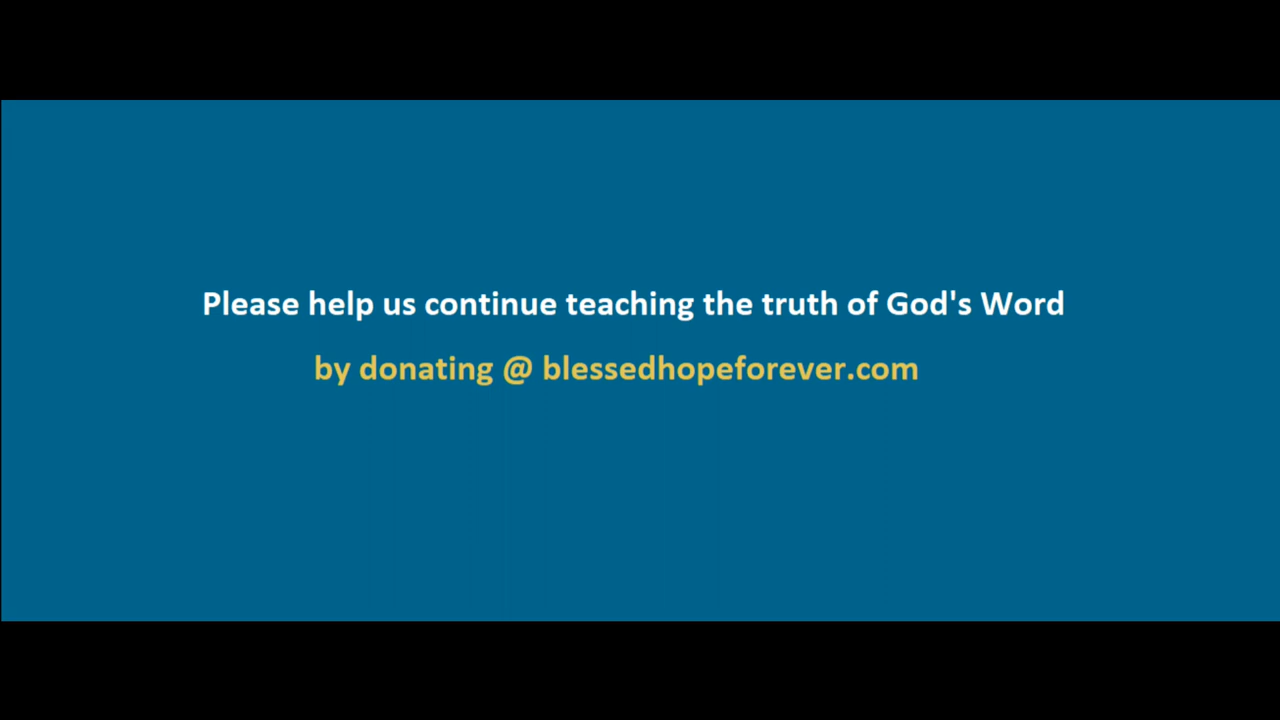 Please help us continue teaching the truth of God's Word
by donating @ blessedhopeforever.com